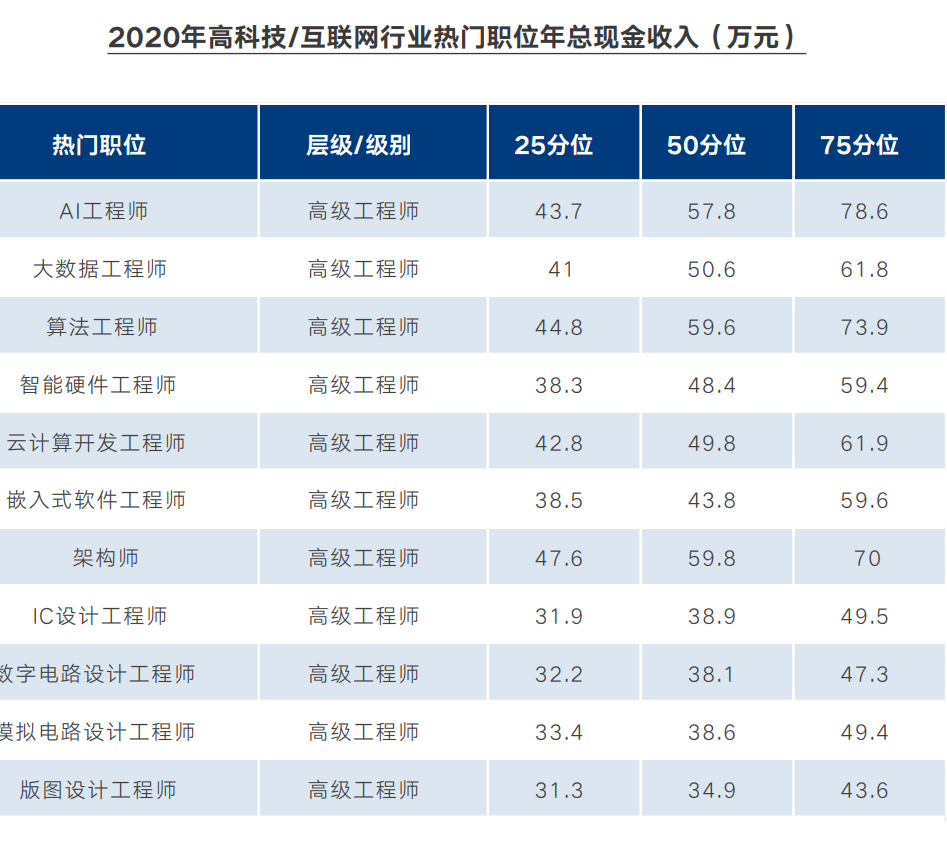 2020年高科技/互联网行业热门职位年总现金收入（万元）
热门职位 层级/级别 25分位 50分位 75分位
AI工程师 高级工程师 43.7 57.8 78.6
大数据工程师 高级工程师 41 50.6 61.8
算法工程师 高级工程师 44.8 59.6 73.9
智能硬件工程师 高级工程师 38.3 48.4 59.4
云计算开发工程师 高级工程师 42.8 49.8 61.9
嵌入式软件工程师 高级工程师 38.5 43.8 59.6
架构师 高级工程师 47.6 59.8 70
IC设计工程师 高级工程师 31.9 38.9 49.5
数字电路设计工程师 高级工程师 32.2 38.1 47.3
模拟电路设计工程师 高级工程师 33.4 38.6 49.4
版图设计工程师 高级工程师 31.3 34.9 43.6